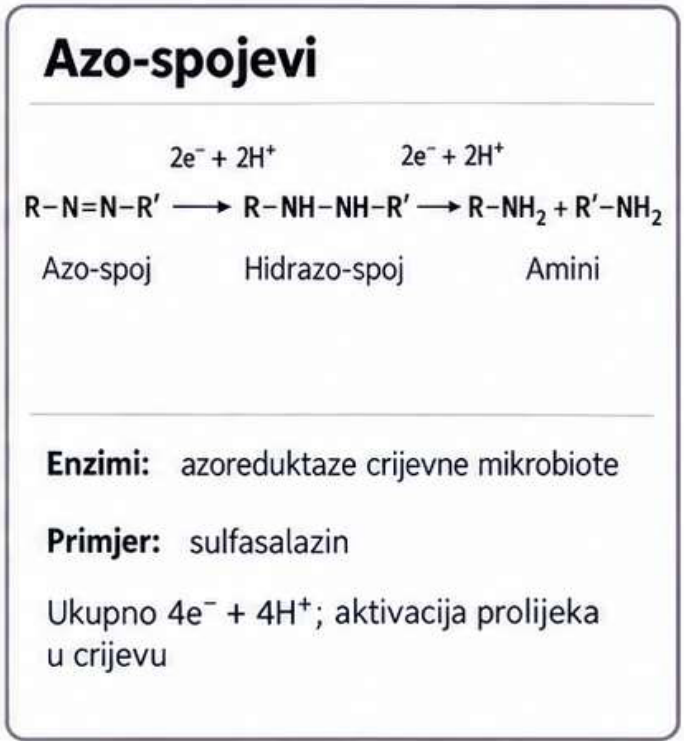 Azo-spojevi
2e⁻ + 2H⁺ 2e⁻ + 2H⁺
R–N=N–R′ ⟶ R–NH–NH–R′ ⟶ R–NH₂ + R′–NH₂
Azo-spoj Hidrazo-spoj Amini
Enzimi: azoreduktaze crijevne mikrobiote
Primjer: sulfasalazin
Ukupno 4e⁻ + 4H⁺; aktivacija prolijeka
u crijevu